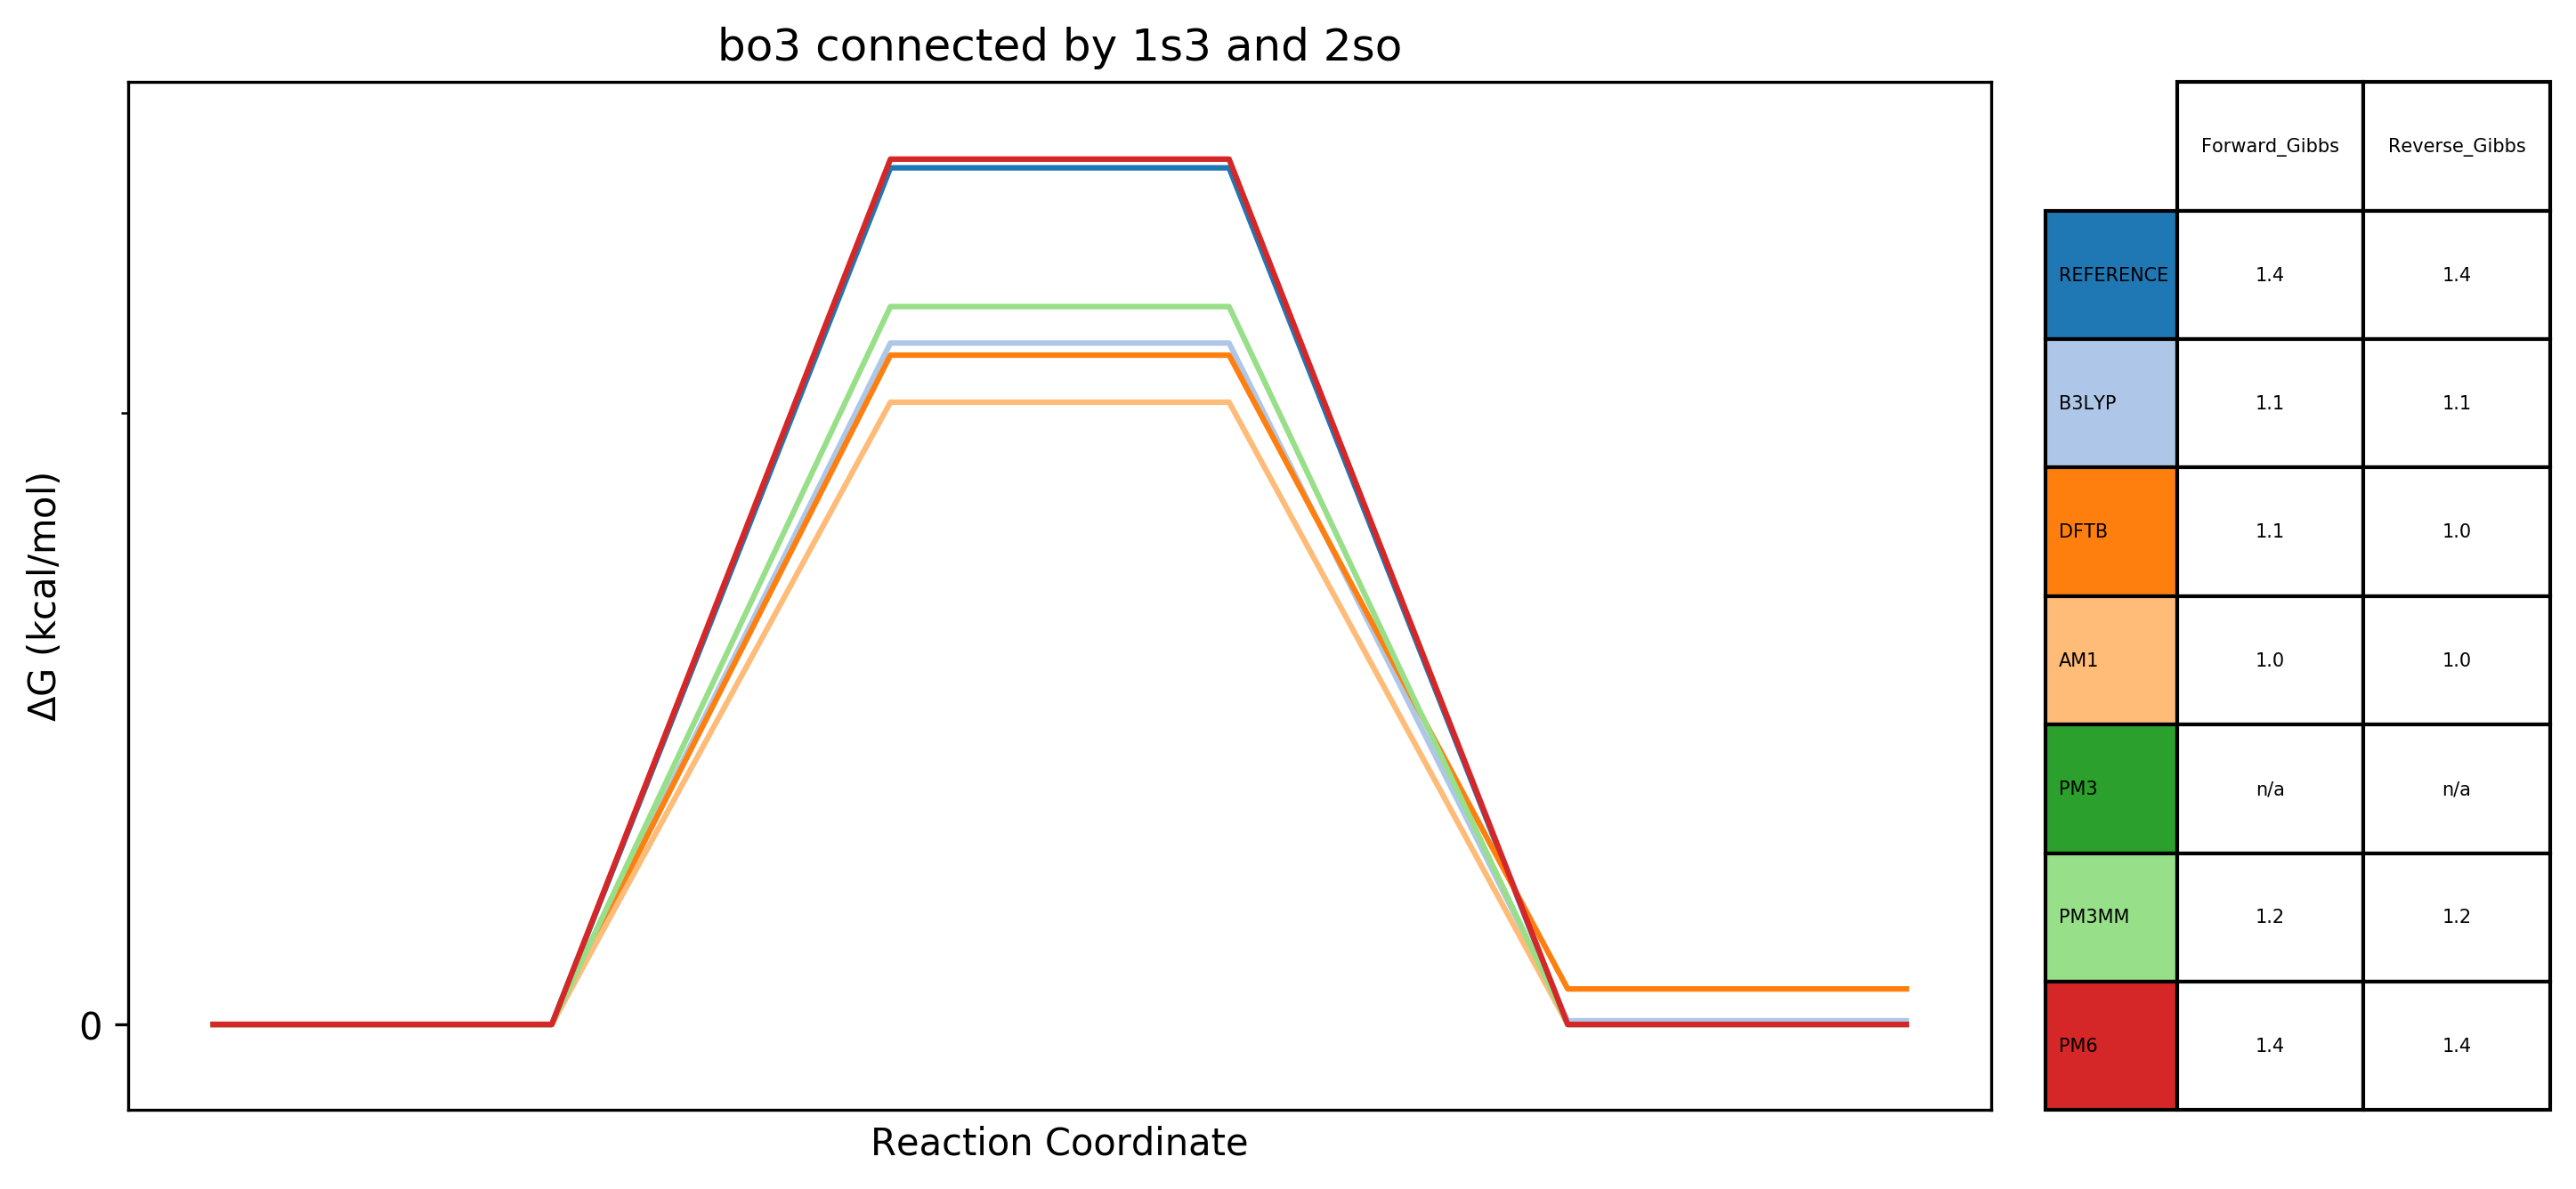 bo3 connected by 1s3 and 2so
ΔG (kcal/mol)
0
Reaction Coordinate
Forward_Gibbs Reverse_Gibbs
REFERENCE 1.4 1.4
B3LYP 1.1 1.1
DFTB 1.1 1.0
AM1 1.0 1.0
PM3 n/a n/a
PM3MM 1.2 1.2
PM6 1.4 1.4